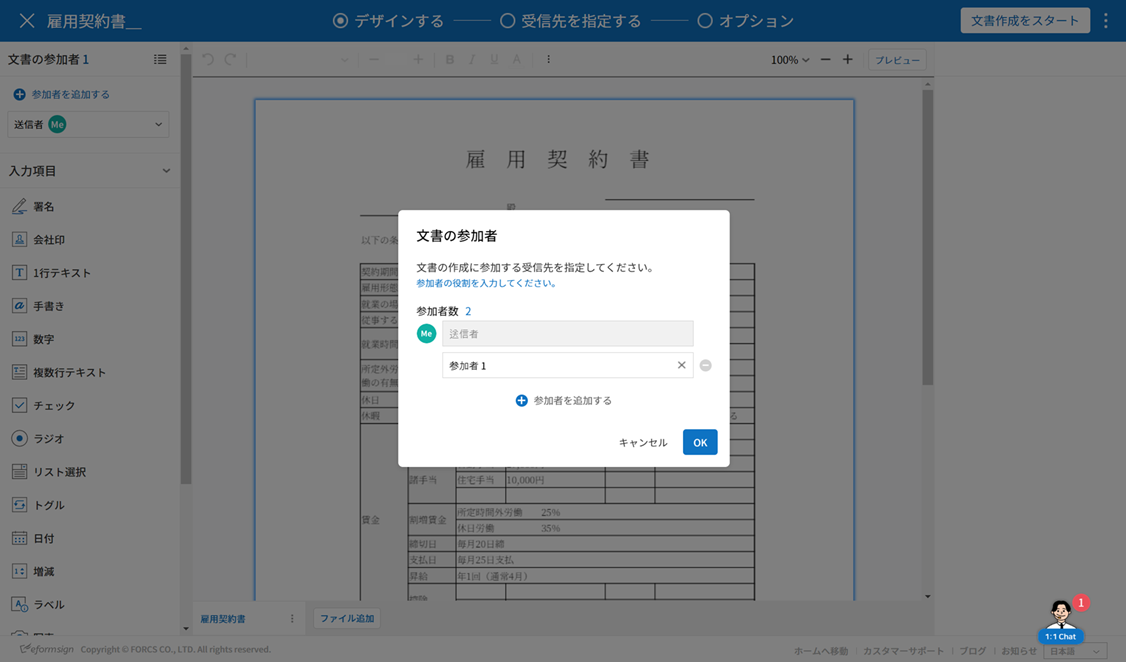 雇用契約書__
デザインする
受信先を指定する
オプション
文書作成をスタート
文書の参加者 1
100%
プレビュー
参加者を追加する
送信者 Me
入力項目
署名
会社印
1行テキスト
手書き
数字
複数行テキスト
チェック
ラジオ
リスト選択
トグル
日付
増減
ラベル
雇 用 契 約 書
殿
以下の条
契約期間
雇用形態
就業の場
従事する
就業時間
所定外労
働の有無
休日
休暇
る
文書の参加者
文書の作成に参加する受信先を指定してください。
参加者の役割を入力してください。
参加者数 2
Me 送信者
参加者 1
参加者を追加する
キャンセル
OK
諸手当 住宅手当 10,000円
賃金
割増賃金 所定時間外労働 25%
休日労働 35%
締切日 毎月20日締
支払日 毎月25日支払
昇給 年1回（通常4月）
控除
雇用契約書
ファイル追加
1
1:1 Chat
eformsign Copyright © FORCS CO., LTD. All rights reserved.
ホームへ移動 カスタマーサポート ブログ お知らせ 日本語